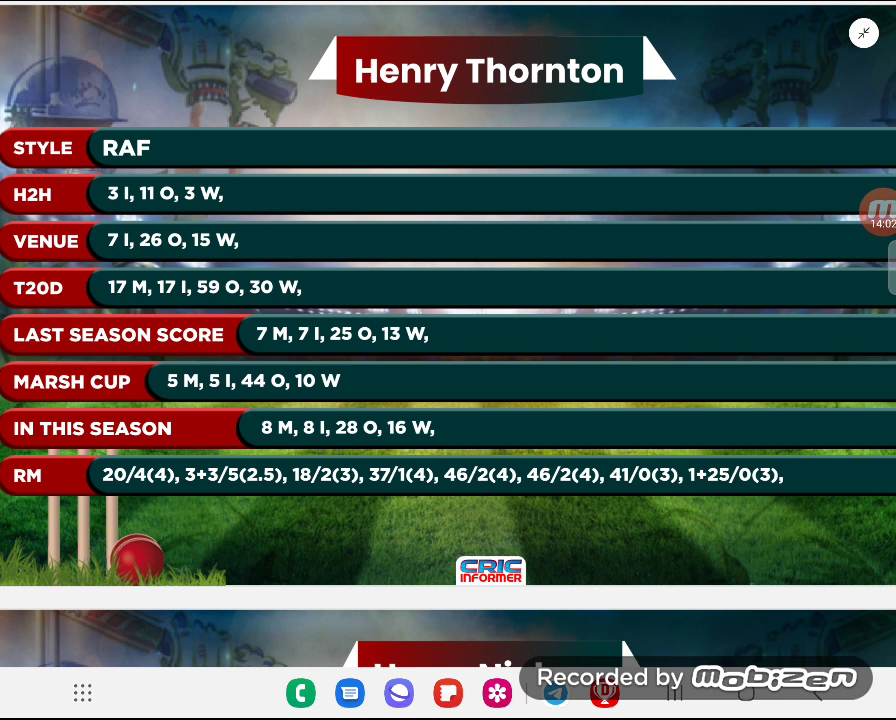 Henry Thornton
STYLE RAF
H2H 3 I, 11 O, 3 W,
14:02
VENUE 7 I, 26 O, 15 W,
T20D 17 M, 17 I, 59 O, 30 W,
LAST SEASON SCORE 7 M, 7 I, 25 O, 13 W,
MARSH CUP 5 M, 5 I, 44 O, 10 W
IN THIS SEASON 8 M, 8 I, 28 O, 16 W,
RM 20/4(4), 3+3/5(2.5), 18/2(3), 37/1(4), 46/2(4), 46/2(4), 41/0(3), 1+25/0(3),
CRIC
INFORMER
Recorded by mobizen